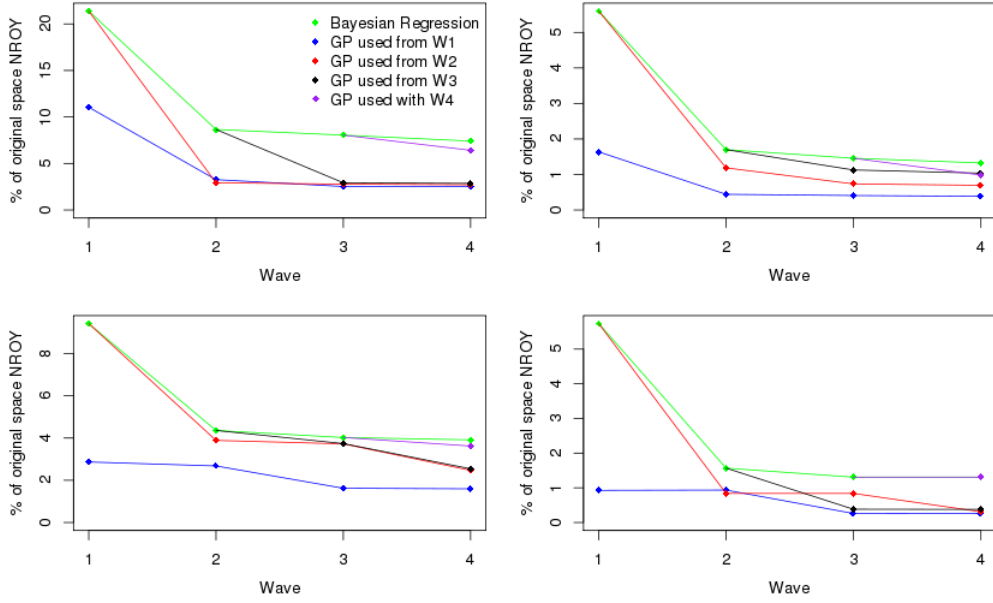 % of original space NROY
20
15
10
5
0
1 2 3 4
Wave
Bayesian Regression
GP used from W1
GP used from W2
GP used from W3
GP used with W4
% of original space NROY
5
4
3
2
1
0
1 2 3 4
Wave
% of original space NROY
8
6
4
2
0
1 2 3 4
Wave
% of original space NROY
5
4
3
2
1
0
1 2 3 4
Wave